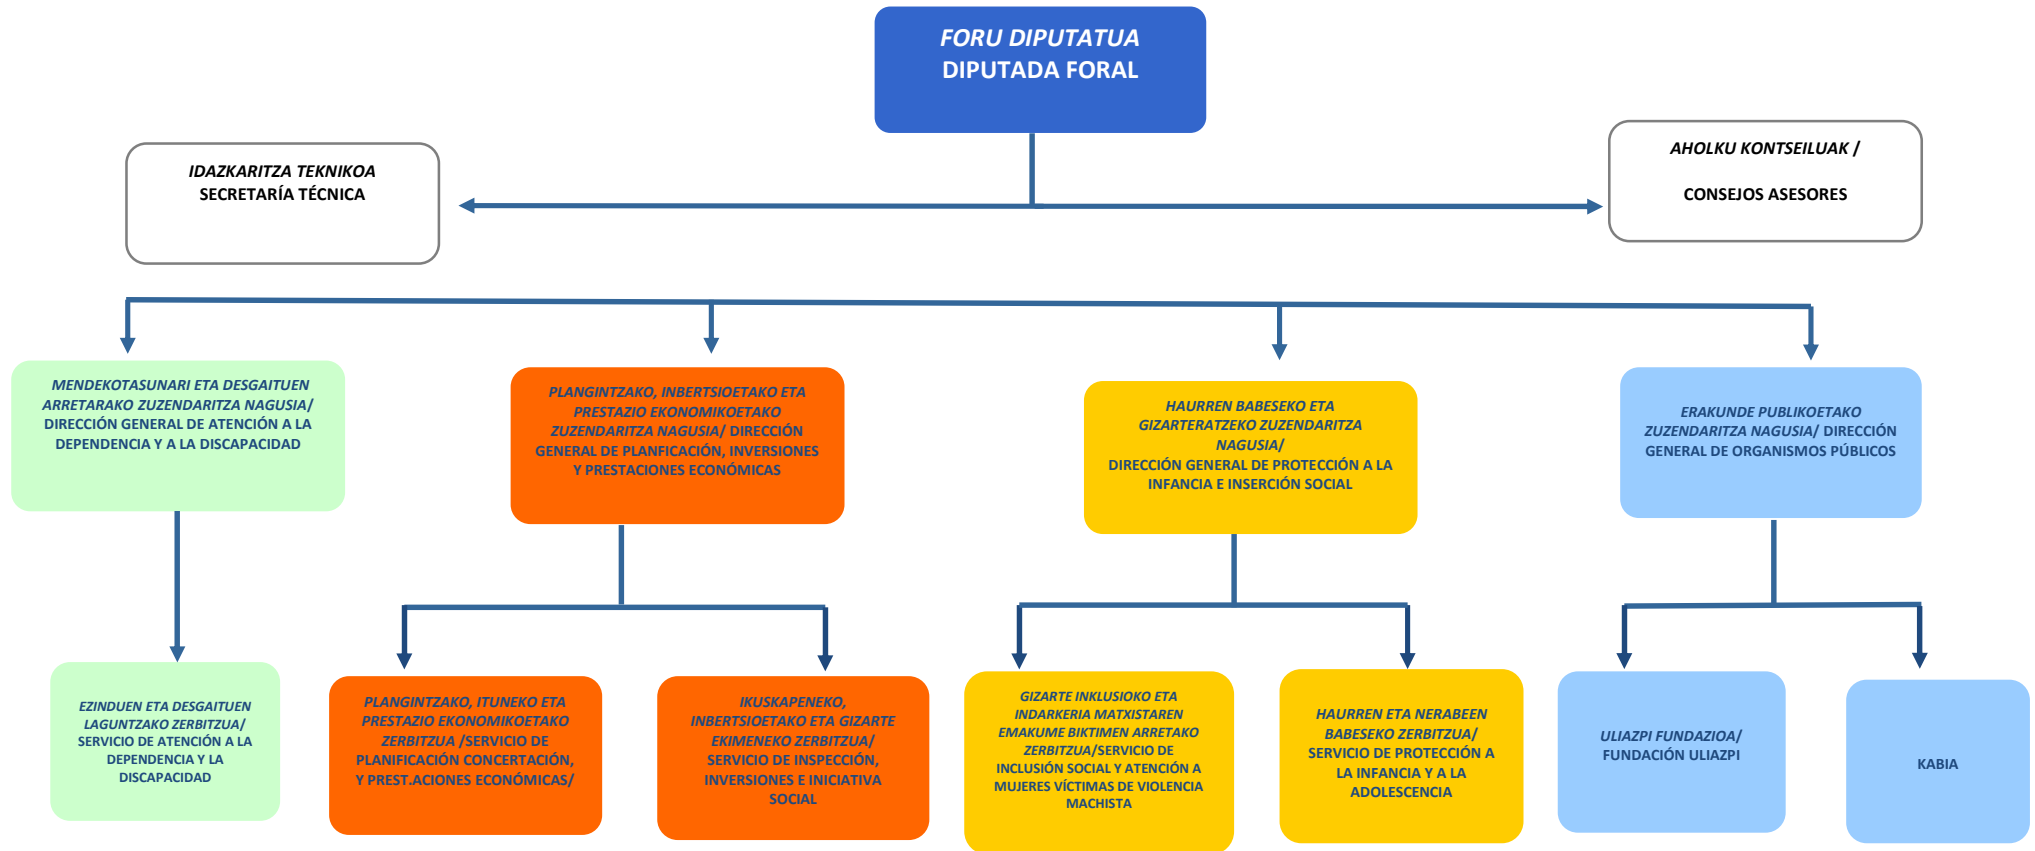 FORU DIPUTATUA
DIPUTADA FORAL
IDAZKARITZA TEKNIKOA
SECRETARÍA TÉCNICA
AHOLKU KONTSEILUAK /
CONSEJOS ASESORES
MENDEKOTASUNARI ETA DESGAITUEN
ARRETARAKO ZUZENDARITZA NAGUSIA/
DIRECCIÓN GENERAL DE ATENCIÓN A LA
DEPENDENCIA Y A LA DISCAPACIDAD
PLANGINTZAKO, INBERTSIOETAKO ETA
PRESTAZIO EKONOMIKOETAKO
ZUZENDARITZA NAGUSIA/ DIRECCIÓN
GENERAL DE PLANFICACIÓN, INVERSIONES
Y PRESTACIONES ECONÓMICAS
HAURREN BABESEKO ETA
GIZARTERATZEKO ZUZENDARITZA
NAGUSIA/
DIRECCIÓN GENERAL DE PROTECCIÓN A LA
INFANCIA E INSERCIÓN SOCIAL
ERAKUNDE PUBLIKOETAKO
ZUZENDARITZA NAGUSIA/ DIRECCIÓN
GENERAL DE ORGANISMOS PÚBLICOS
EZINDUEN ETA DESGAITUEN
LAGUNTZAKO ZERBITZUA/
SERVICIO DE ATENCIÓN A LA
DEPENDENCIA Y LA
DISCAPACIDAD
PLANGINTZAKO, ITUNEKO ETA
PRESTAZIO EKONOMIKOETAKO
ZERBITZUA /SERVICIO DE
PLANIFICACIÓN CONCERTACIÓN,
Y PREST.ACIONES ECONÓMICAS/
IKUSKAPENEKO,
INBERTSIOETAKO ETA GIZARTE
EKIMENEKO ZERBITZUA/
SERVICIO DE INSPECCIÓN,
INVERSIONES E INICIATIVA
SOCIAL
GIZARTE INKLUSIOKO ETA
INDARKERIA MATXISTAREN
EMAKUME BIKTIMEN ARRETAKO
ZERBITZUA/SERVICIO DE
INCLUSIÓN SOCIAL Y ATENCIÓN A
MUJERES VÍCTIMAS DE VIOLENCIA
MACHISTA
HAURREN ETA NERABEEN
BABESEKO ZERBITZUA/
SERVICIO DE PROTECCIÓN A
LA INFANCIA Y A LA
ADOLESCENCIA
ULIAZPI FUNDAZIOA/
FUNDACIÓN ULIAZPI
KABIA